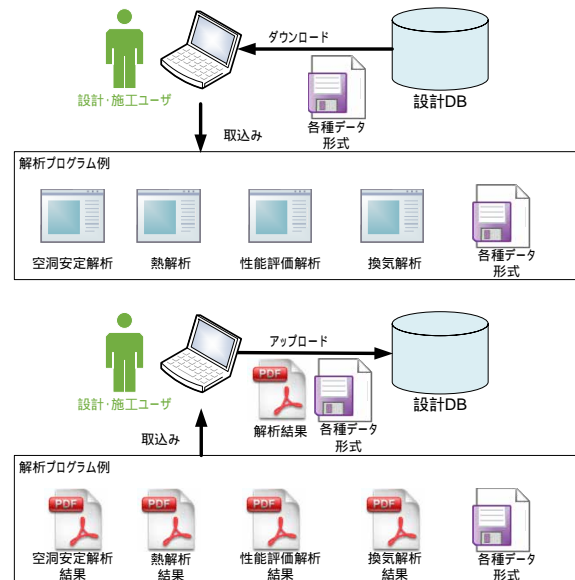 ダウンロード
設計・施工ユーザ
設計DB
各種データ
形式
取込み
解析プログラム例
空洞安定解析
熱解析
性能評価解析
換気解析
各種データ
形式
アップロード
PDF
設計・施工ユーザ
解析結果
各種データ
形式
設計DB
取込み
解析プログラム例
PDF
PDF
PDF
PDF
空洞安定解析
結果
熱解析
結果
性能評価解析
結果
換気解析
結果
各種データ
形式